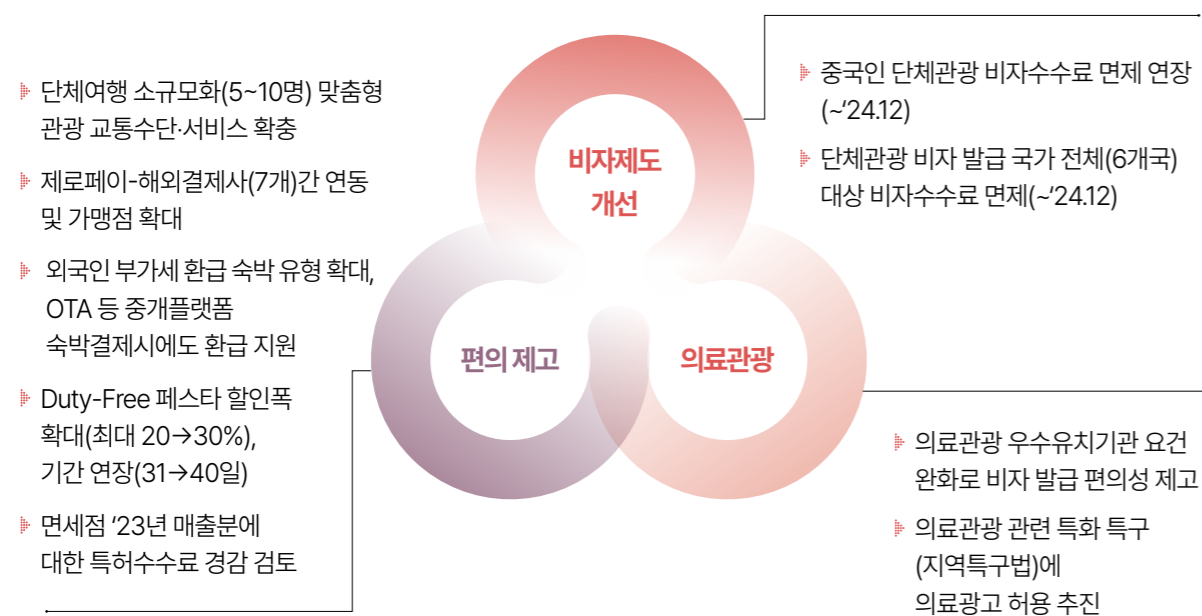 비자제도
개선
중국인 단체관광 비자수수료 면제 연장
(~‘24.12)
단체관광 비자 발급 국가 전체(6개국)
대상 비자수수료 면제(~‘24.12)
편의 제고
단체여행 소규모화(5~10명) 맞춤형
관광 교통수단·서비스 확충
제로페이-해외결제사(7개)간 연동
및 가맹점 확대
외국인 부가세 환급 숙박 유형 확대,
OTA 등 중개플랫폼
숙박결제시에도 환급 지원
Duty-Free 페스타 할인폭
확대(최대 20→30%),
기간 연장(31→40일)
면세점 ‘23년 매출분에
대한 특허수수료 경감 검토
의료관광
의료관광 우수유치기관 요건
완화로 비자 발급 편의성 제고
의료관광 관련 특화 특구
(지역특구법)에
의료광고 허용 추진